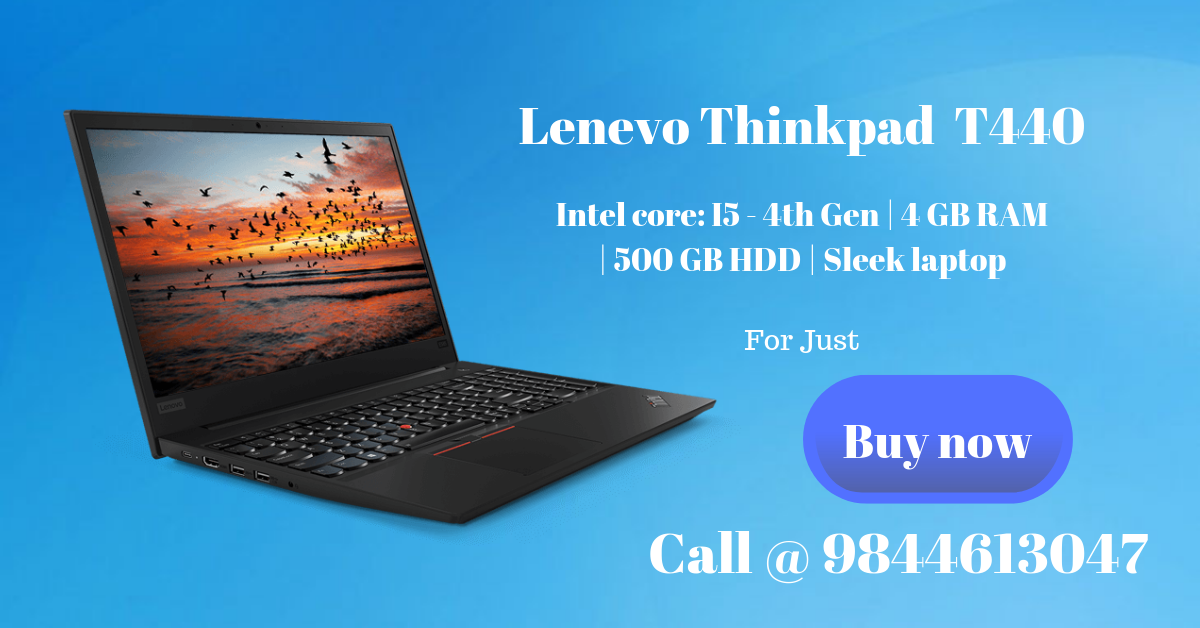 Lenevo Thinkpad T440
Intel core: I5 - 4th Gen | 4 GB RAM
| 500 GB HDD | Sleek laptop
For Just
Buy now
Call @ 9844613047
Lenovo